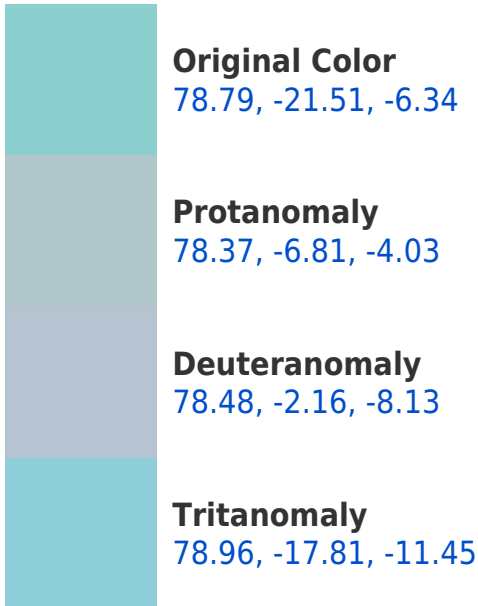 Original Color
78.79, -21.51, -6.34
Protanomaly
78.37, -6.81, -4.03
Deuteranomaly
78.48, -2.16, -8.13
Tritanomaly
78.96, -17.81, -11.45